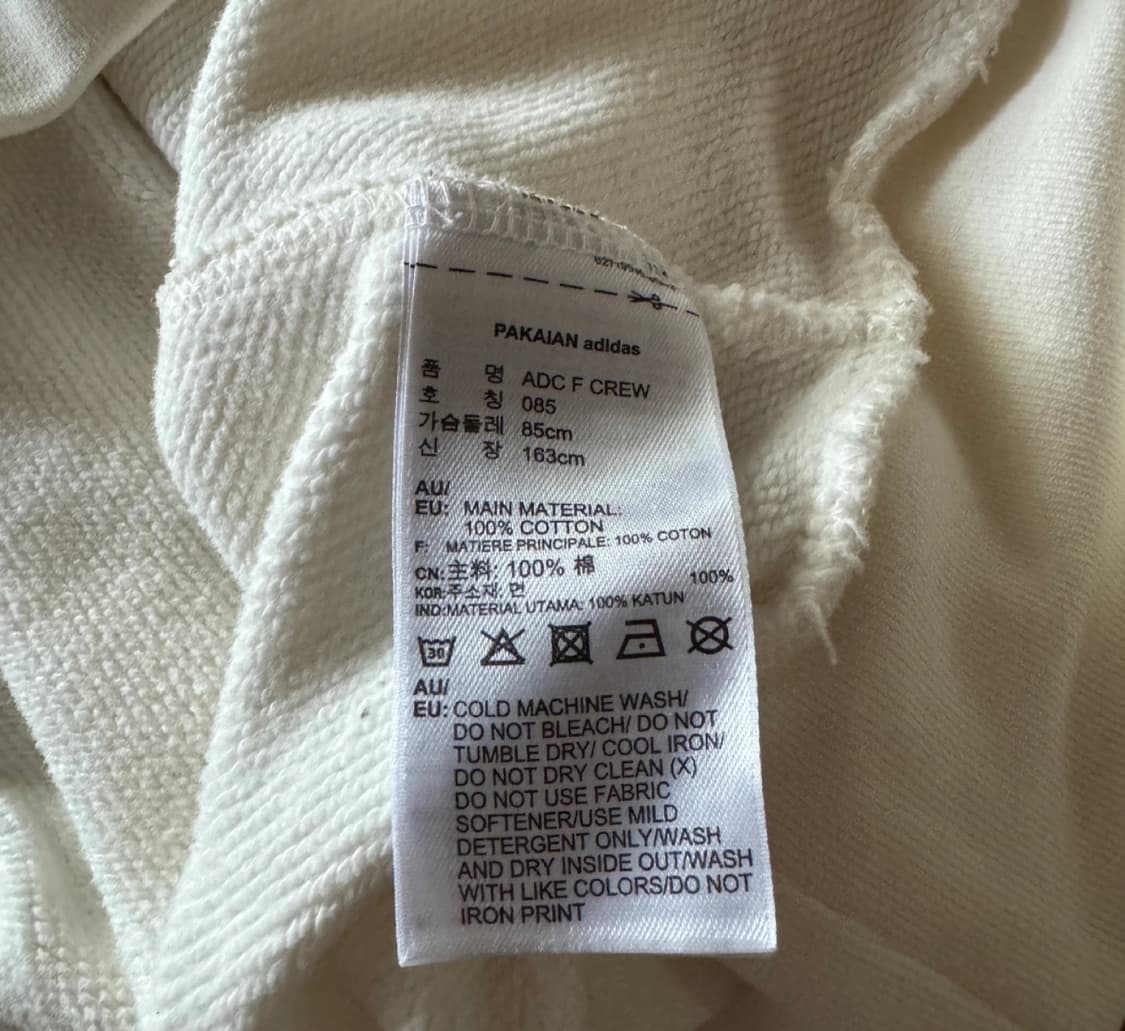 PAKAIAN adidas
품 명 ADC F CREW
호 칭 085
가슴둘레 85cm
신 장 163cm
AU/
EU: MAIN MATERIAL:
100% COTTON
F: MATIERE PRINCIPALE: 100% COTON
CN:主料: 100% 棉
KOR:주소재: 면 100%
IND:MATERIAL UTAMA: 100% KATUN
30
AU/
EU: COLD MACHINE WASH/
DO NOT BLEACH/ DO NOT
TUMBLE DRY/ COOL IRON/
DO NOT DRY CLEAN (X)
DO NOT USE FABRIC
SOFTENER/USE MILD
DETERGENT ONLY/WASH
AND DRY INSIDE OUT/WASH
WITH LIKE COLORS/DO NOT
IRON PRINT